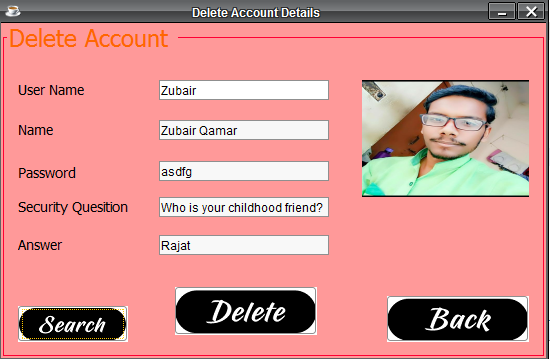 Delete Account Details
Delete Account
User Name Zubair
Name Zubair Qamar
Password asdfg
Security Question Who is your childhood friend?
Answer Rajat
Search Delete Back